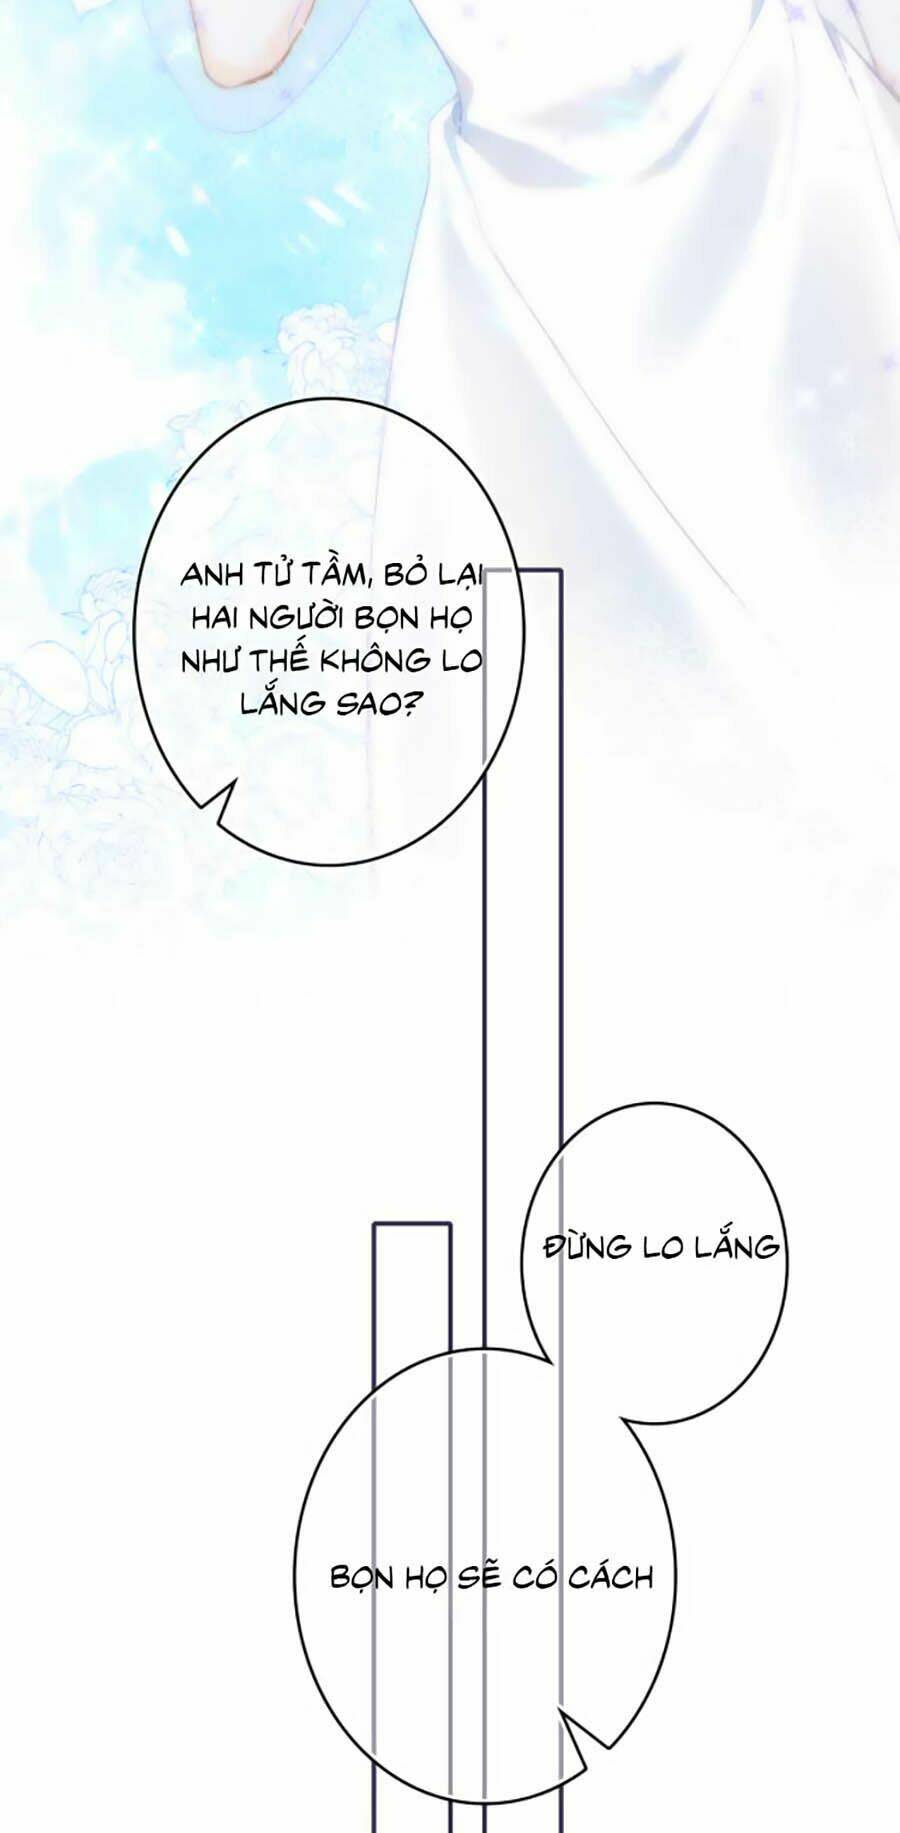 ANH TỬ TẦM, BỎ LẠI
HAI NGƯỜI BỌN HỌ
NHƯ THẾ KHÔNG LO
LẮNG SAO?
ĐỪNG LO LẮNG
BỌN HỌ SẼ CÓ CÁCH